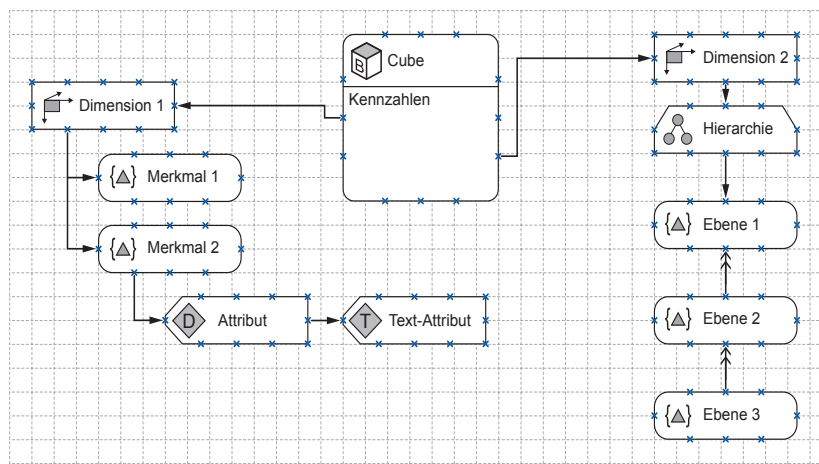 Cube
B
Kennzahlen
Dimension 1
Merkmal 1
Merkmal 2
D
Attribut
T
Text-Attribut
Dimension 2
Hierarchie
{ } Ebene 1
{ } Ebene 2
{ } Ebene 3